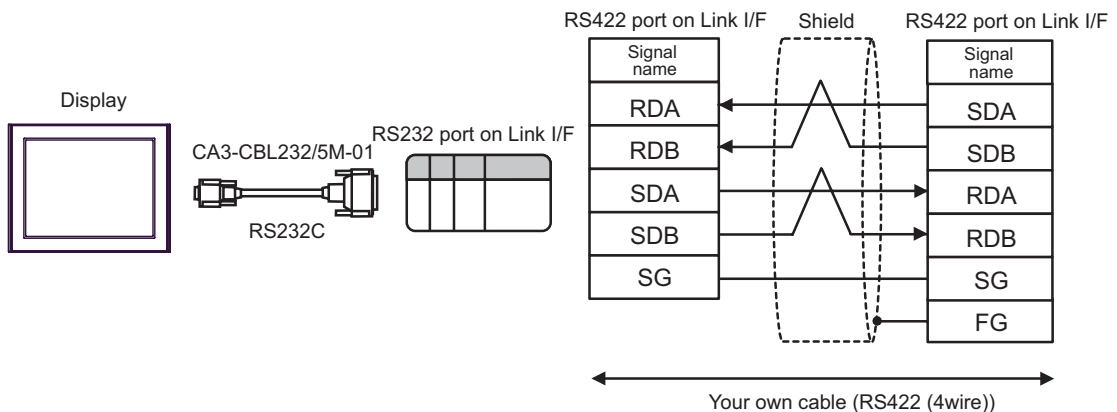 Display
CA3-CBL232/5M-01
RS232C
RS232 port on Link I/F
RS422 port on Link I/F
Signal
name
RDA
RDB
SDA
SDB
SG
Shield
RS422 port on Link I/F
Signal
name
SDA
SDB
RDA
RDB
SG
FG
Your own cable (RS422 (4wire))